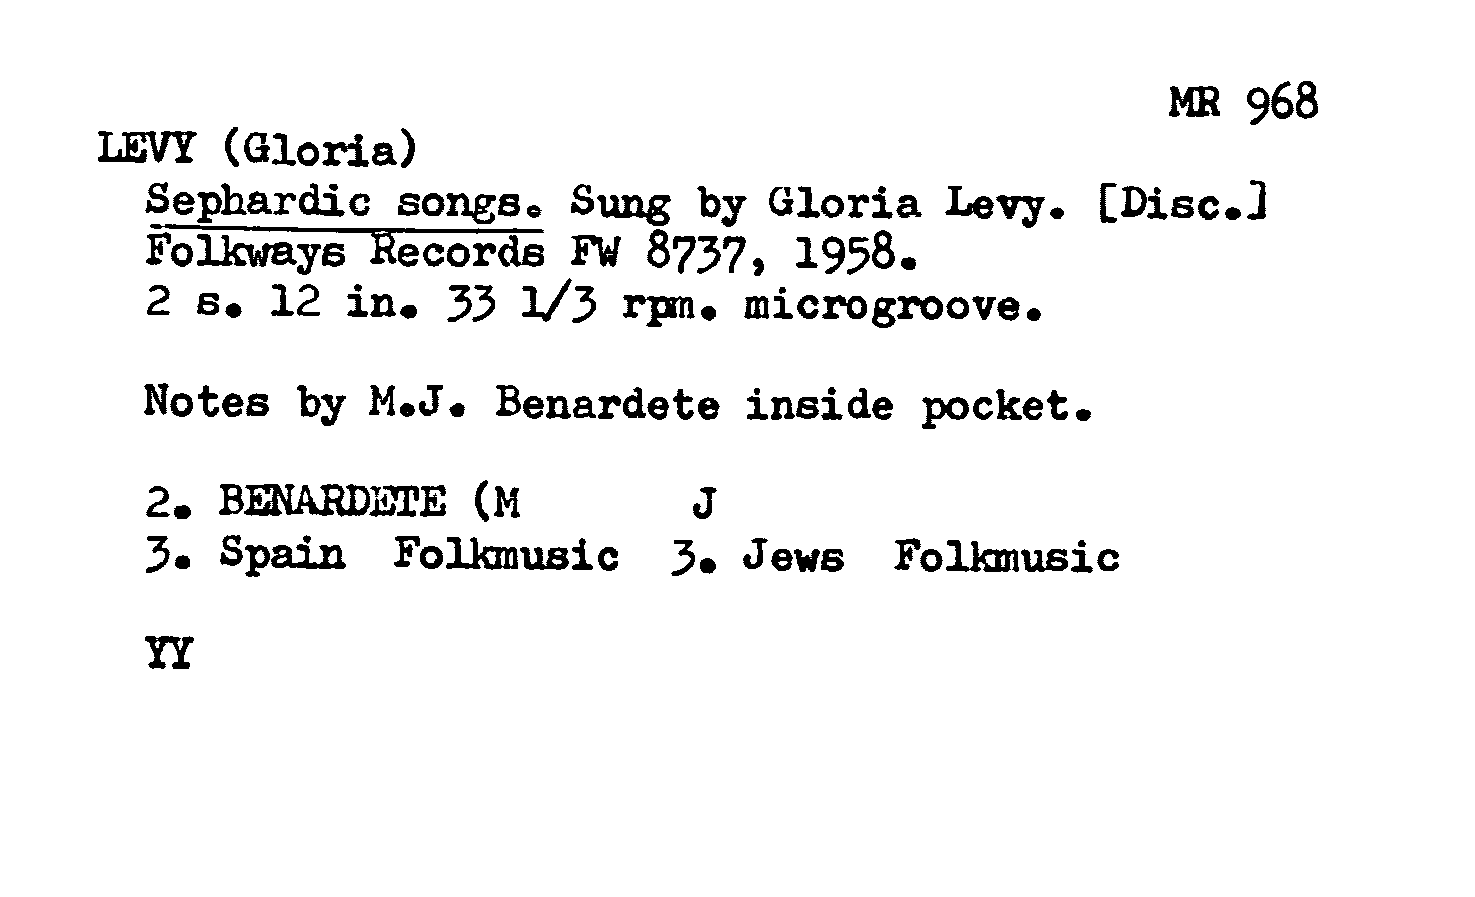 MR 968
LEVY (Gloria)
Sephardic songs. Sung by Gloria Levy. [Disc.]
Folkways Records FW 8737, 1958.
2 s. 12 in. 33 1/3 rpm. microgroove.
Notes by M.J. Benardete inside pocket.
2. BENARDETE (M J
3. Spain Folkmusic 3. Jews Folkmusic
YY